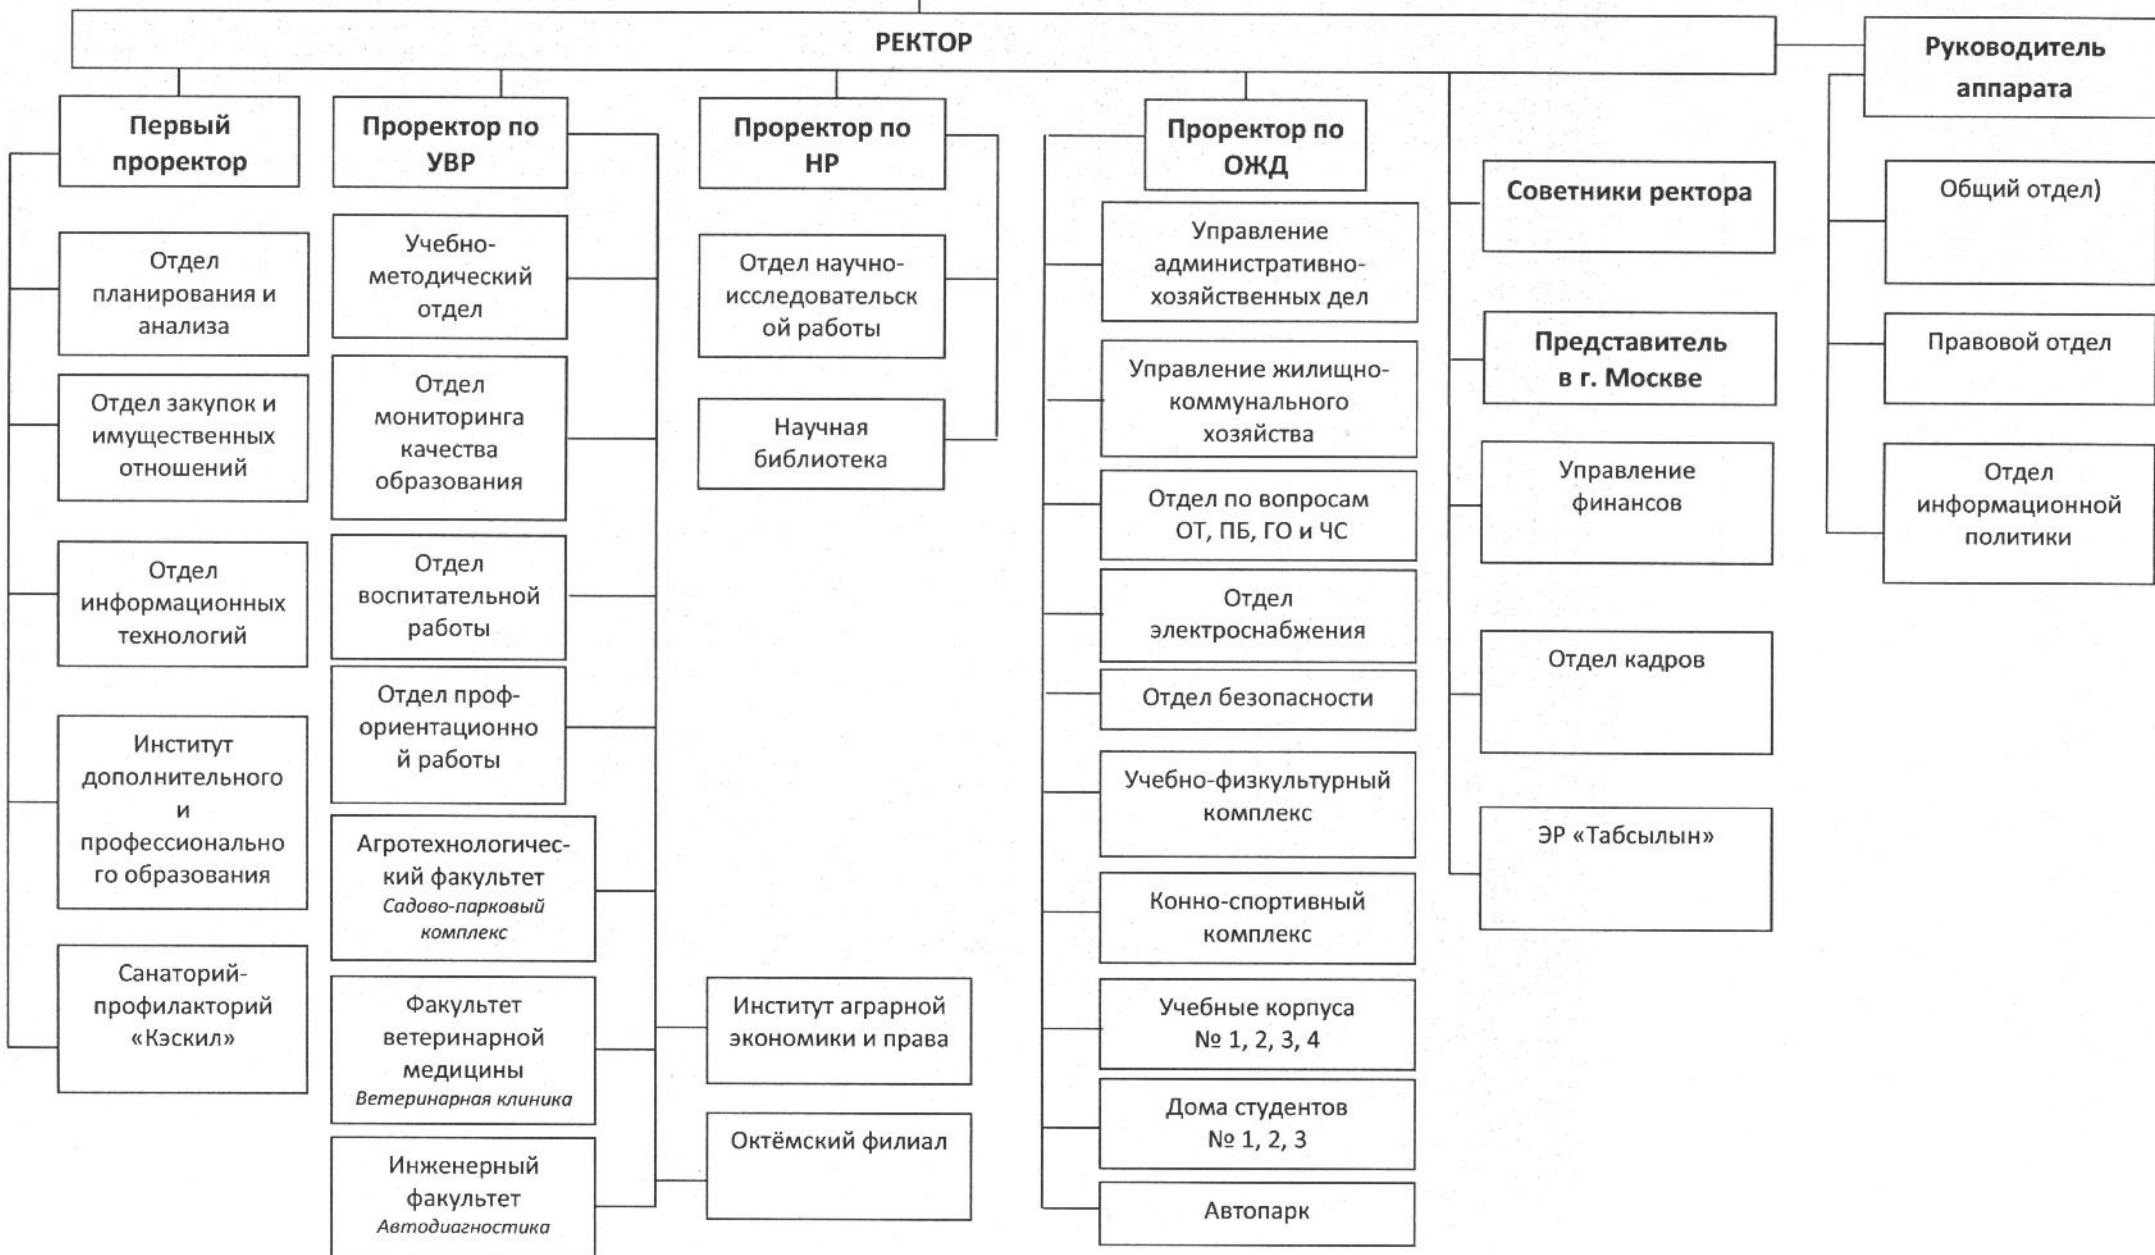 РЕКТОР
Руководитель
аппарата
Первый
проректор
Отдел
планирования и
анализа
Отдел закупок и
имущественных
отношений
Отдел
информационных
технологий
Институт
дополнительного
и
профессионально
го образования
Санаторий-
профилакторий
«Кэскил»
Проректор по
УВР
Учебно-
методический
отдел
Отдел
мониторинга
качества
образования
Отдел
воспитательной
работы
Отдел проф-
ориентационно
й работы
Агротехнологичес-
кий факультет
Садово-парковый
комплекс
Факультет
ветеринарной
медицины
Ветеринарная клиника
Инженерный
факультет
Автодиагностика
Институт аграрной
экономики и права
Октёмский филиал
Проректор по
НР
Отдел научно-
исследовательск
ой работы
Научная
библиотека
Проректор по
ОЖД
Управление
административно-
хозяйственных дел
Управление жилищно-
коммунального
хозяйства
Отдел по вопросам
ОТ, ПБ, ГО и ЧС
Отдел
электроснабжения
Отдел безопасности
Учебно-физкультурный
комплекс
Конно-спортивный
комплекс
Учебные корпуса
№ 1, 2, 3, 4
Дома студентов
№ 1, 2, 3
Автопарк
Советники ректора
Представитель
в г. Москве
Управление
финансов
Отдел кадров
ЭР «Табсылын»
Общий отдел)
Правовой отдел
Отдел
информационной
политики